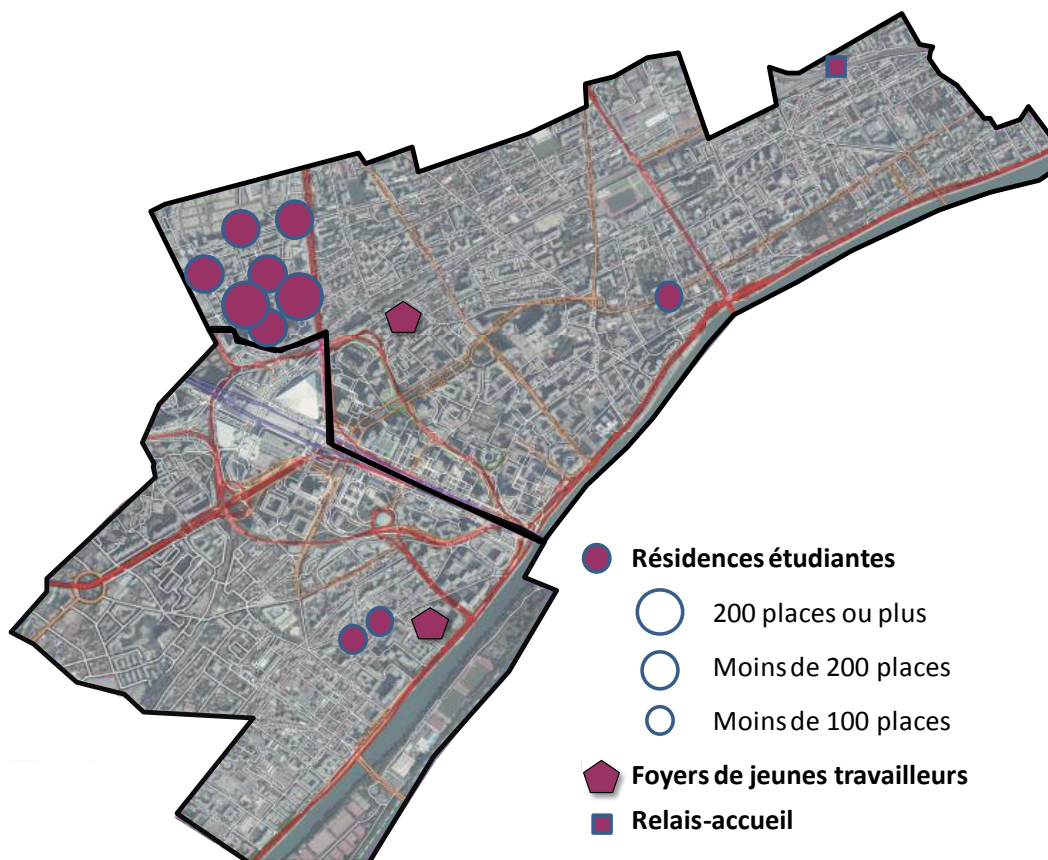 Résidences étudiantes
200 places ou plus
Moins de 200 places
Moins de 100 places
Foyers de jeunes travailleurs
Relais-accueil